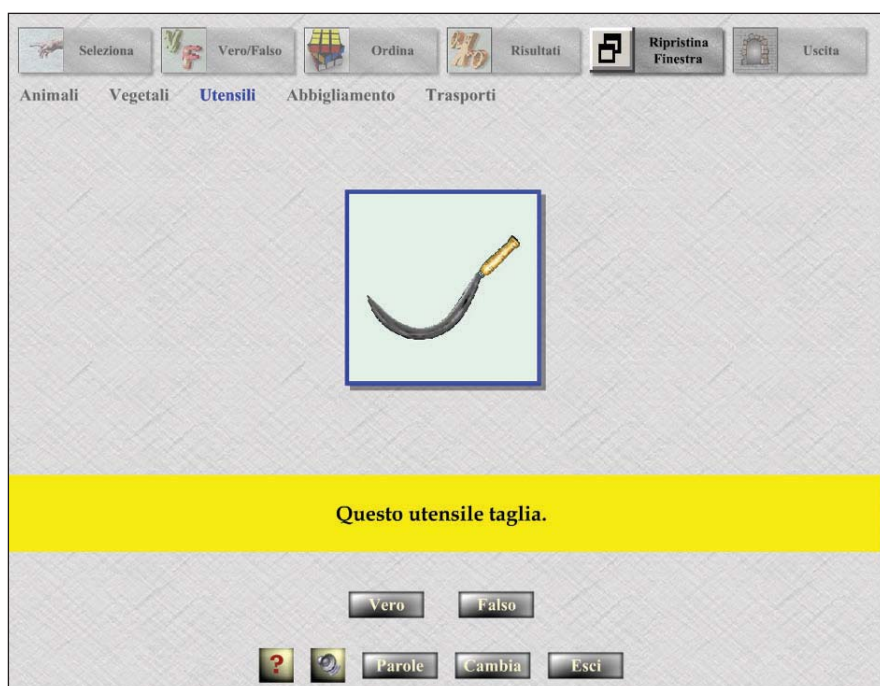 Seleziona
Vero/Falso
Ordina
Risultati
Ripristina
Finestra
Uscita
Animali Vegetali Utensili Abbigliamento Trasporti
Questo utensile taglia.
Vero Falso
? Parole Cambia Esci